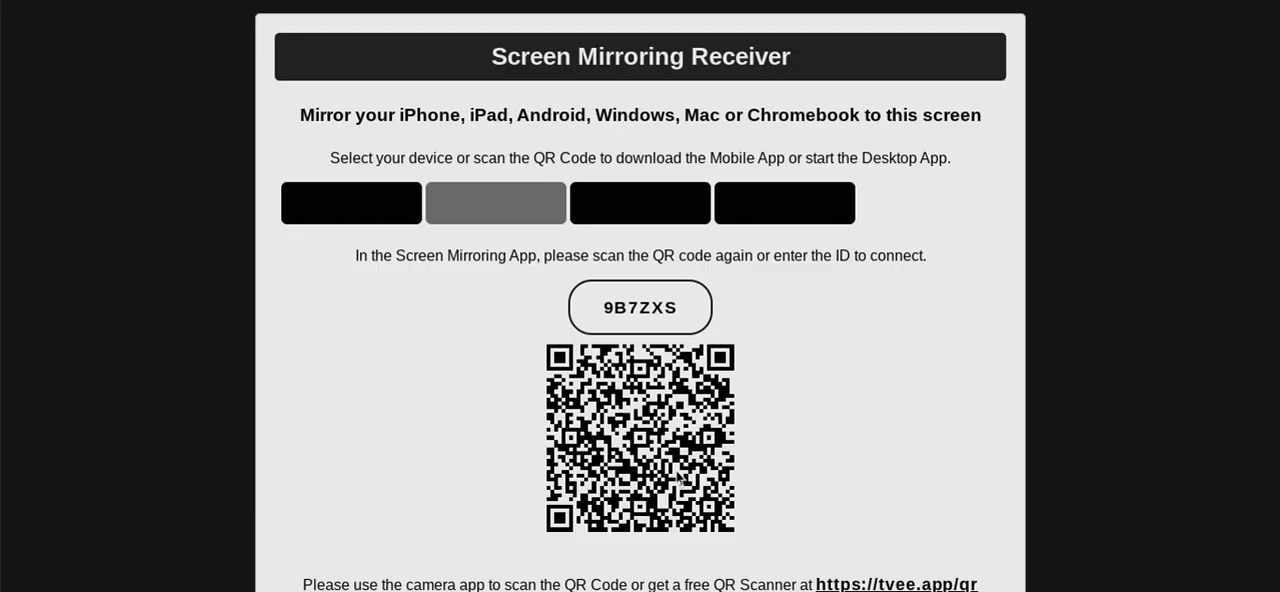 Screen Mirroring Receiver
Mirror your iPhone, iPad, Android, Windows, Mac or Chromebook to this screen
Select your device or scan the QR Code to download the Mobile App or start the Desktop App.
In the Screen Mirroring App, please scan the QR code again or enter the ID to connect.
9B7ZXS
Please use the camera app to scan the QR Code or get a free QR Scanner at https://tvee.app/qr